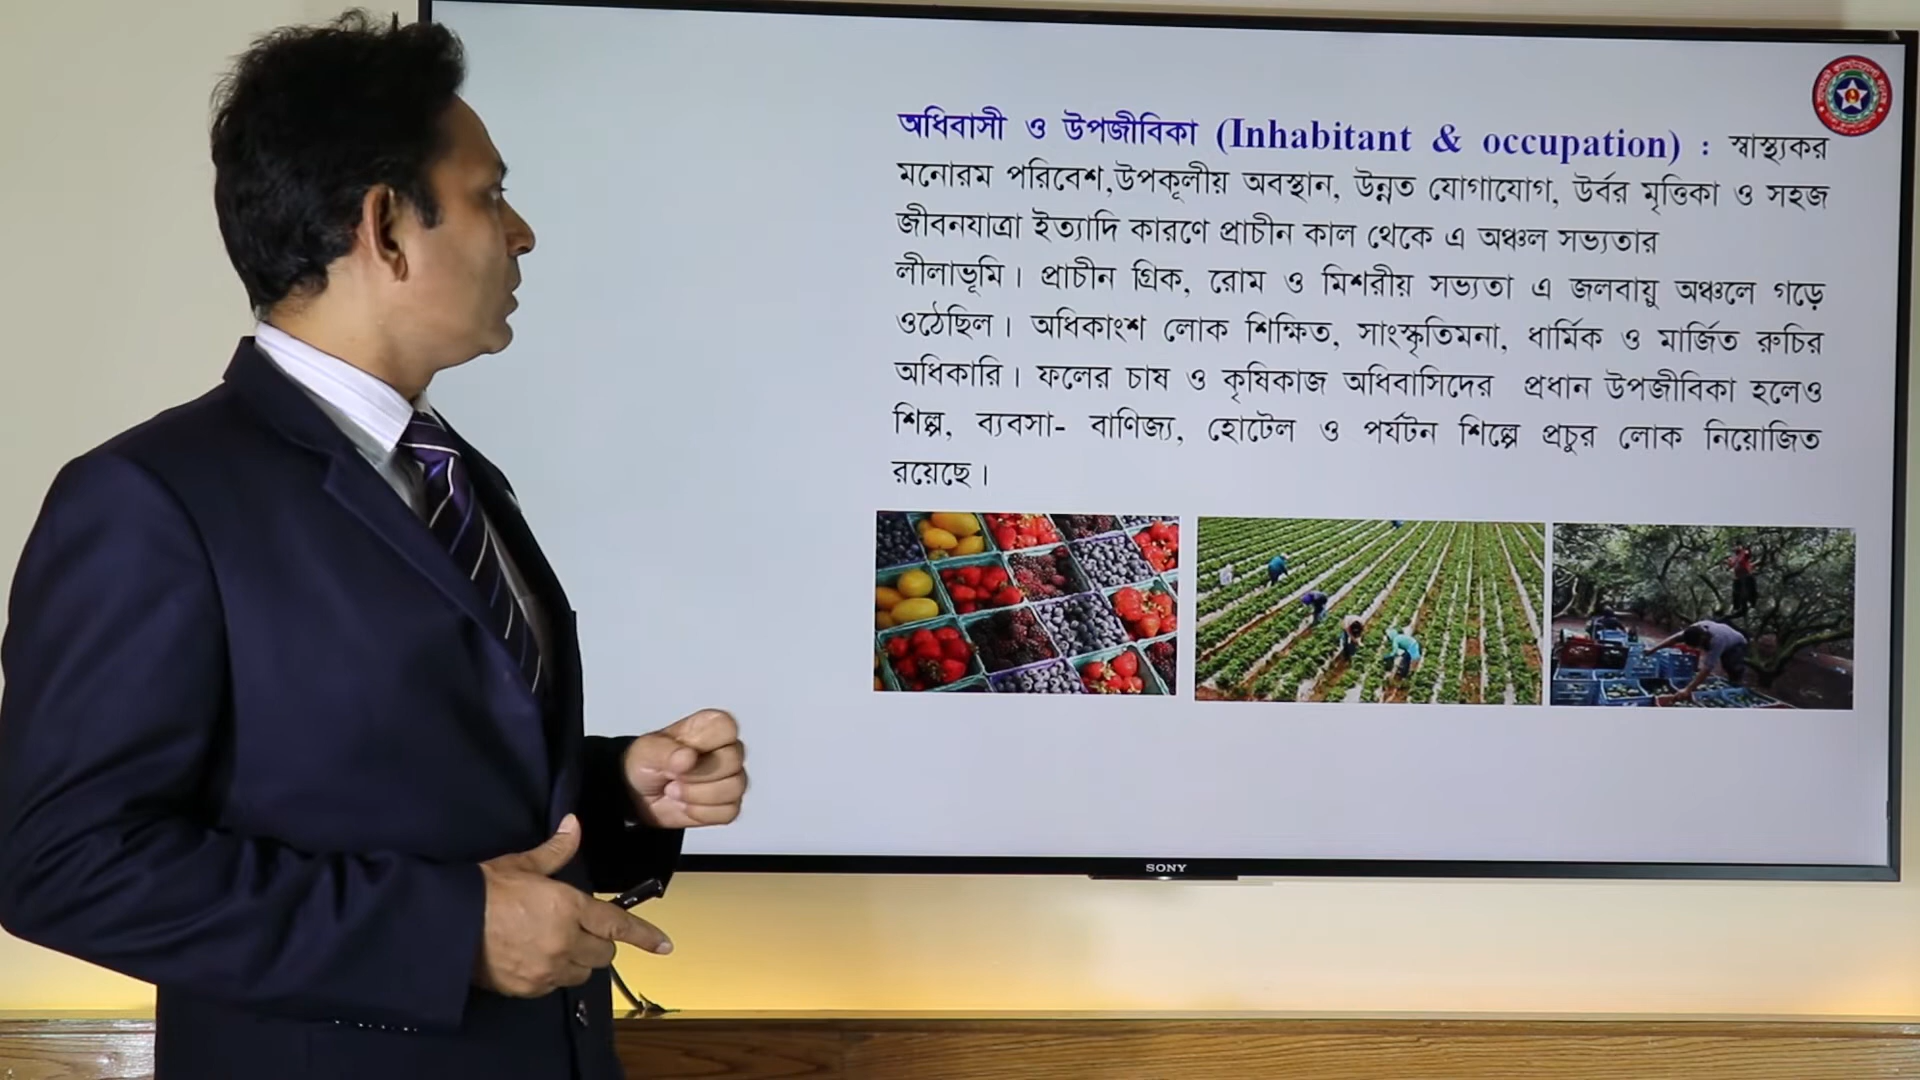 অধিবাসী ও উপজীবিকা (Inhabitant & occupation) : স্বাস্থ্যকর
মনোরম পরিবেশ,উপকূলীয় অবস্থান, উন্নত যোগাযোগ, উর্বর মৃত্তিকা ও সহজ
জীবনযাত্রা ইত্যাদি কারণে প্রাচীন কাল থেকে এ অঞ্চল সভ্যতার
লীলাভূমি। প্রাচীন গ্রিক, রোম ও মিশরীয় সভ্যতা এ জলবায়ু অঞ্চলে গড়ে
ওঠেছিল। অধিকাংশ লোক শিক্ষিত, সাংস্কৃতিমনা, ধার্মিক ও মার্জিত রুচির
অধিকারি। ফলের চাষ ও কৃষিকাজ অধিবাসিদের প্রধান উপজীবিকা হলেও
শিল্প, ব্যবসা- বাণিজ্য, হোটেল ও পর্যটন শিল্পে প্রচুর লোক নিয়োজিত
রয়েছে।
SONY